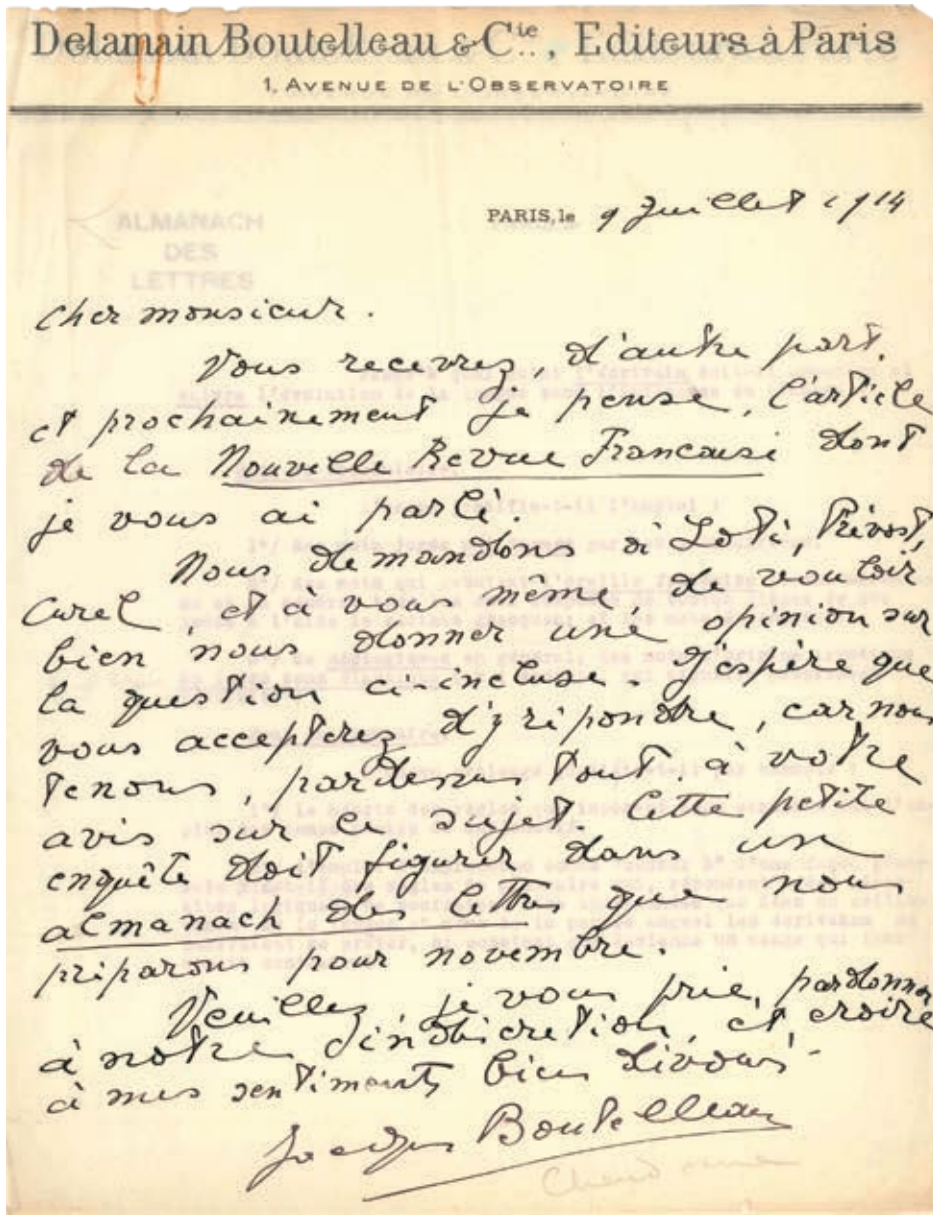 Delamain Boutelleau & Cie., Editeurs à Paris
1, AVENUE DE L'OBSERVATOIRE
PARIS, le 9 Juillet 1914
ALMANACH
DES
LETTRES
Cher monsieur.
Vous recevrez, d'autre part,
et prochainement je pense, l'article
de la Nouvelle Revue Francaise dont
je vous ai parlé.
Nous demandons à Loti, Prévost,
Curel, et à vous même, de vouloir
bien nous donner une opinion sur
la question ci-incluse. J'espère que
vous accepterez d'y répondre, car nous
tenons, pardessus tout, à votre
avis sur ce sujet. Cette petite
enquête doit figurer dans un
almanach des lettres que nous
préparons pour novembre.
Veuillez, je vous prie, pardonner
à notre indiscretion, et croire
à mes sentiments bien dévoués.
Jacques Boutelleau